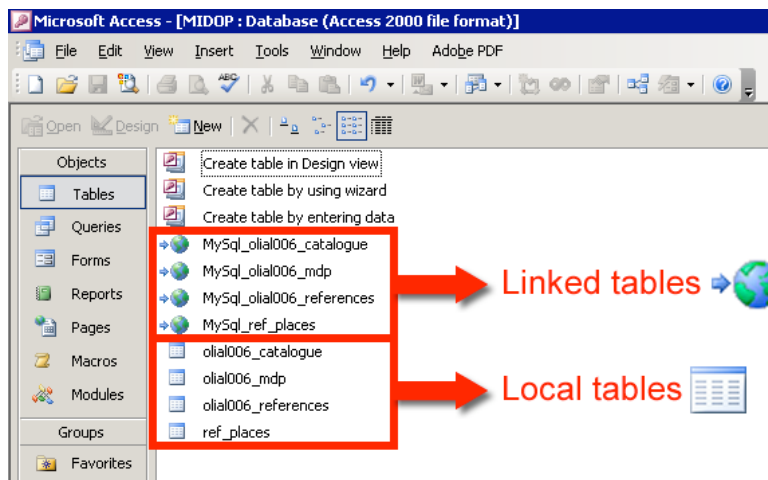 Microsoft Access - [MIDOP : Database (Access 2000 file format)]
File Edit View Insert Tools Window Help Adobe PDF
ABC
Open Design New
Objects
Tables
Queries
Forms
Reports
Pages
Macros
Modules
Groups
Favorites
Create table in Design view
Create table by using wizard
Create table by entering data
MySql_olial006_catalogue
MySql_olial006_mdp
MySql_olial006_references
MySql_ref_places
olial006_catalogue
olial006_mdp
olial006_references
ref_places
Linked tables
Local tables